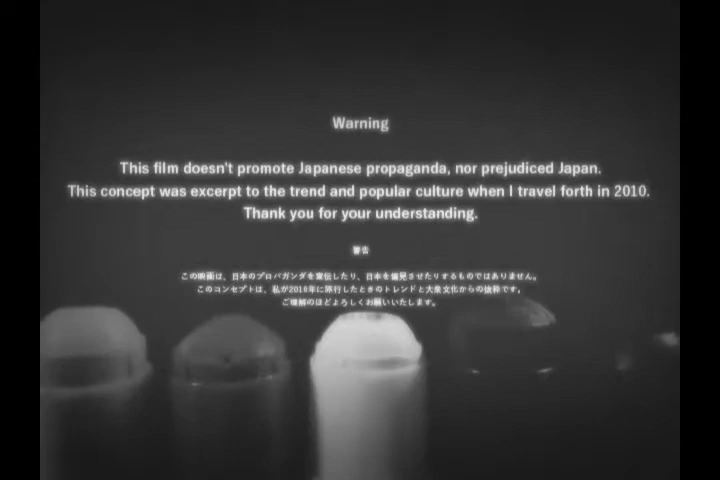 Warning
This film doesn't promote Japanese propaganda, nor prejudiced Japan.
This concept was excerpt to the trend and popular culture when I travel forth in 2010.
Thank you for your understanding.
警告
この映画は、日本のプロパガンダを宣伝したり、日本を偏見させたりするものではありません。
このコンセプトは、私が2010年に旅行したときのトレンドと大衆文化からの抜粋です。
ご理解のほどよろしくお願いいたします。